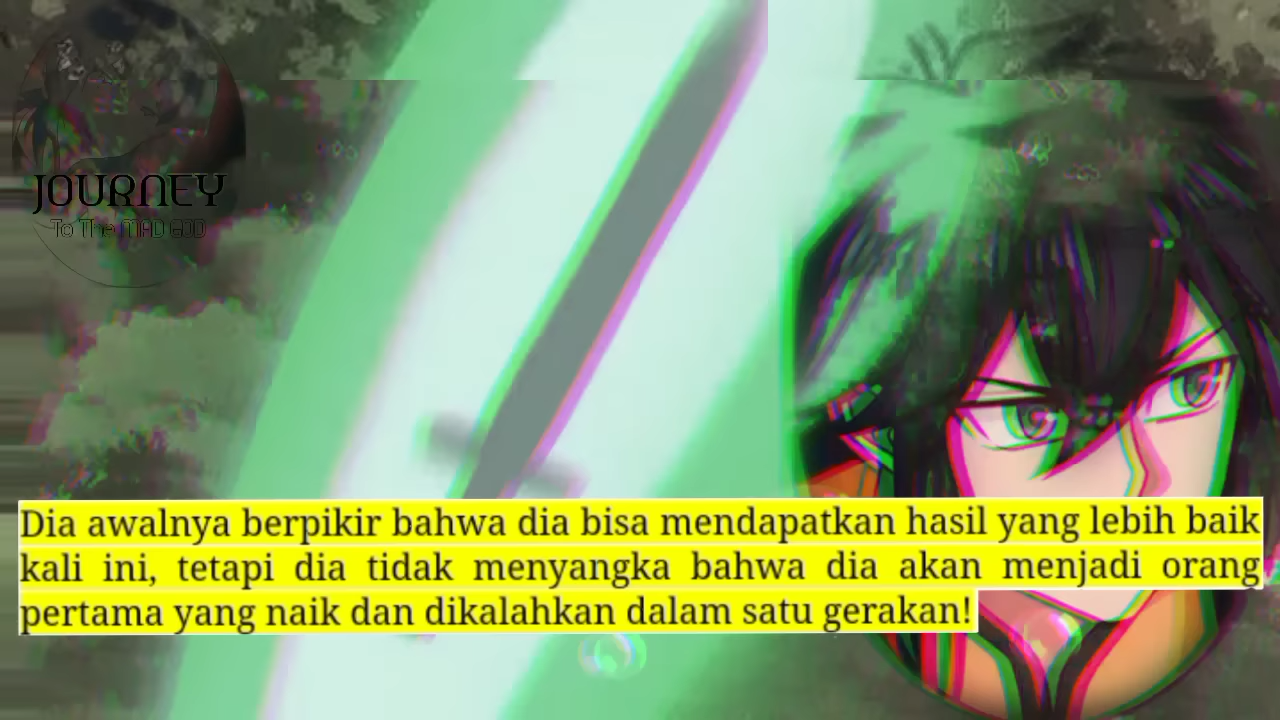 JOURNEY
To The MAD GOD
Dia awalnya berpikir bahwa dia bisa mendapatkan hasil yang lebih baik
kali ini, tetapi dia tidak menyangka bahwa dia akan menjadi orang
pertama yang naik dan dikalahkan dalam satu gerakan!